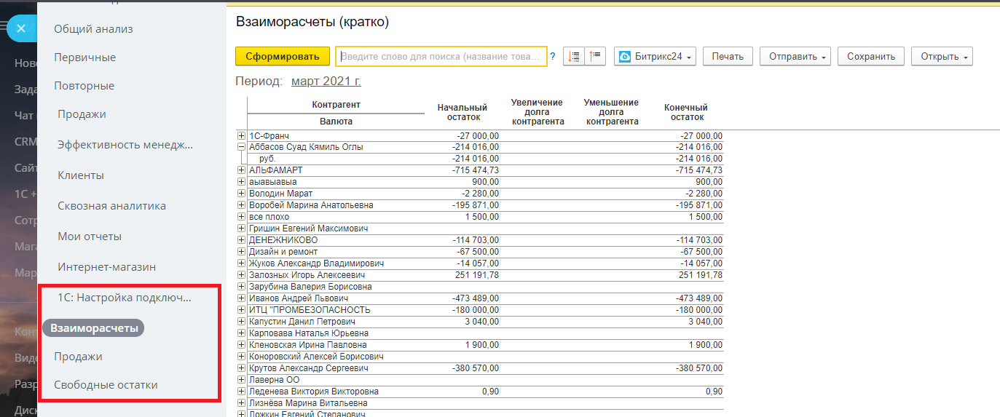 Взаиморасчеты (кратко)
Сформировать
Введите слово для поиска (название това...
?
Битрикс24
Печать
Отправить
Сохранить
Открыть
Период: март 2021 г.
Общий анализ
Первичные
Повторные
Продажи
Эффективность менедж...
Клиенты
Сквозная аналитика
Мои отчеты
Интернет-магазин
1С: Настройка подключ...
Взаиморасчеты
Продажи
Свободные остатки
Нов
Зада
Чат
CRM
Сайт
1С +
Сотр
Мага
Мар
Конт
Виде
Разр
Диск
Контрагент
Валюта
Начальный
остаток
Увеличение
долга
контрагента
Уменьшение
долга
контрагента
Конечный
остаток
1С-Франч -27 000,00 -27 000,00
Аббасов Суад Кямиль Оглы -214 016,00 -214 016,00
руб. -214 016,00 -214 016,00
АЛЬФАМАРТ -715 474,73 -715 474,73
аыавыавыа 900,00 900,00
Володин Марат -2 280,00 -2 280,00
Воробей Марина Анатольевна -195 871,00 -195 871,00
все плохо 1 500,00 1 500,00
Гришин Евгений Максимович
ДЕНЕЖНИКОВО -114 703,00 -114 703,00
Дизайн и ремонт -67 500,00 -67 500,00
Жуков Александр Владимирович -14 057,00 -14 057,00
Залозных Игорь Алексеевич 251 191,78 251 191,78
Зарубина Валерия Борисовна
Иванов Андрей Львович -473 489,00 -473 489,00
ИТЦ "ПРОМБЕЗОПАСНОСТЬ -180 000,00 -180 000,00
Капустин Данил Петрович 3 040,00 3 040,00
Карповава Наталья Юрьевна
Кленовская Ирина Павловна 1 900,00 1 900,00
Коноровский Алексей Борисович
Крутов Александр Сергеевич -380 570,00 -380 570,00
Лаверна ОО
Леденева Виктория Викторовна 0,90 0,90
Лизнёва Марина Витальевна
Ложкин Евгений Степанович